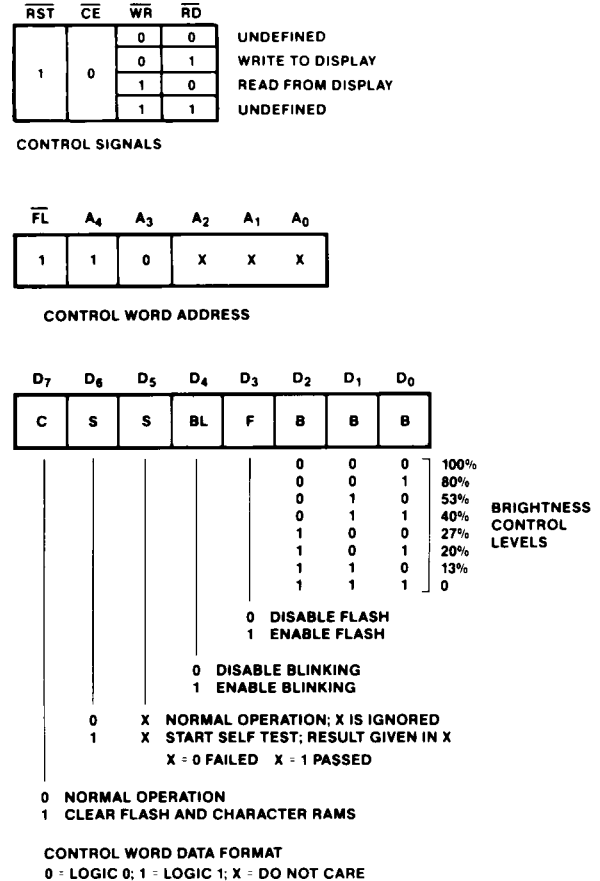 R̅S̅T̅ C̅E̅ W̅R̅ R̅D̅
0 0 UNDEFINED
0 1 WRITE TO DISPLAY
1 0
1 0 READ FROM DISPLAY
1 1 UNDEFINED
CONTROL SIGNALS
F̅L̅ A₄ A₃ A₂ A₁ A₀
1 1 0 X X X
CONTROL WORD ADDRESS
D₇ D₆ D₅ D₄ D₃ D₂ D₁ D₀
C S S BL F B B B
0 0 0 100%
0 0 1 80%
0 1 0 53%
0 1 1 40%
1 0 0 27%
1 0 1 20%
1 1 0 13%
1 1 1 0
BRIGHTNESS
CONTROL
LEVELS
0 DISABLE FLASH
1 ENABLE FLASH
0 DISABLE BLINKING
1 ENABLE BLINKING
0 X NORMAL OPERATION; X IS IGNORED
1 X START SELF TEST; RESULT GIVEN IN X
X = 0 FAILED X = 1 PASSED
0 NORMAL OPERATION
1 CLEAR FLASH AND CHARACTER RAMS
CONTROL WORD DATA FORMAT
0 = LOGIC 0; 1 = LOGIC 1; X = DO NOT CARE